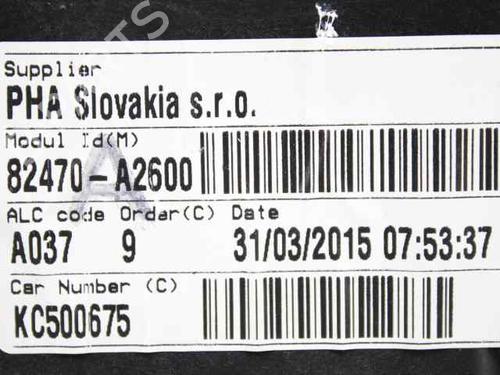 Supplier
PHA Slovakia s.r.o.
Modul Id(M)
82470-A2600
A
ALC code Order(C) Date
A037 9 31/03/2015 07:53:37
Car Number (C)
KC500675